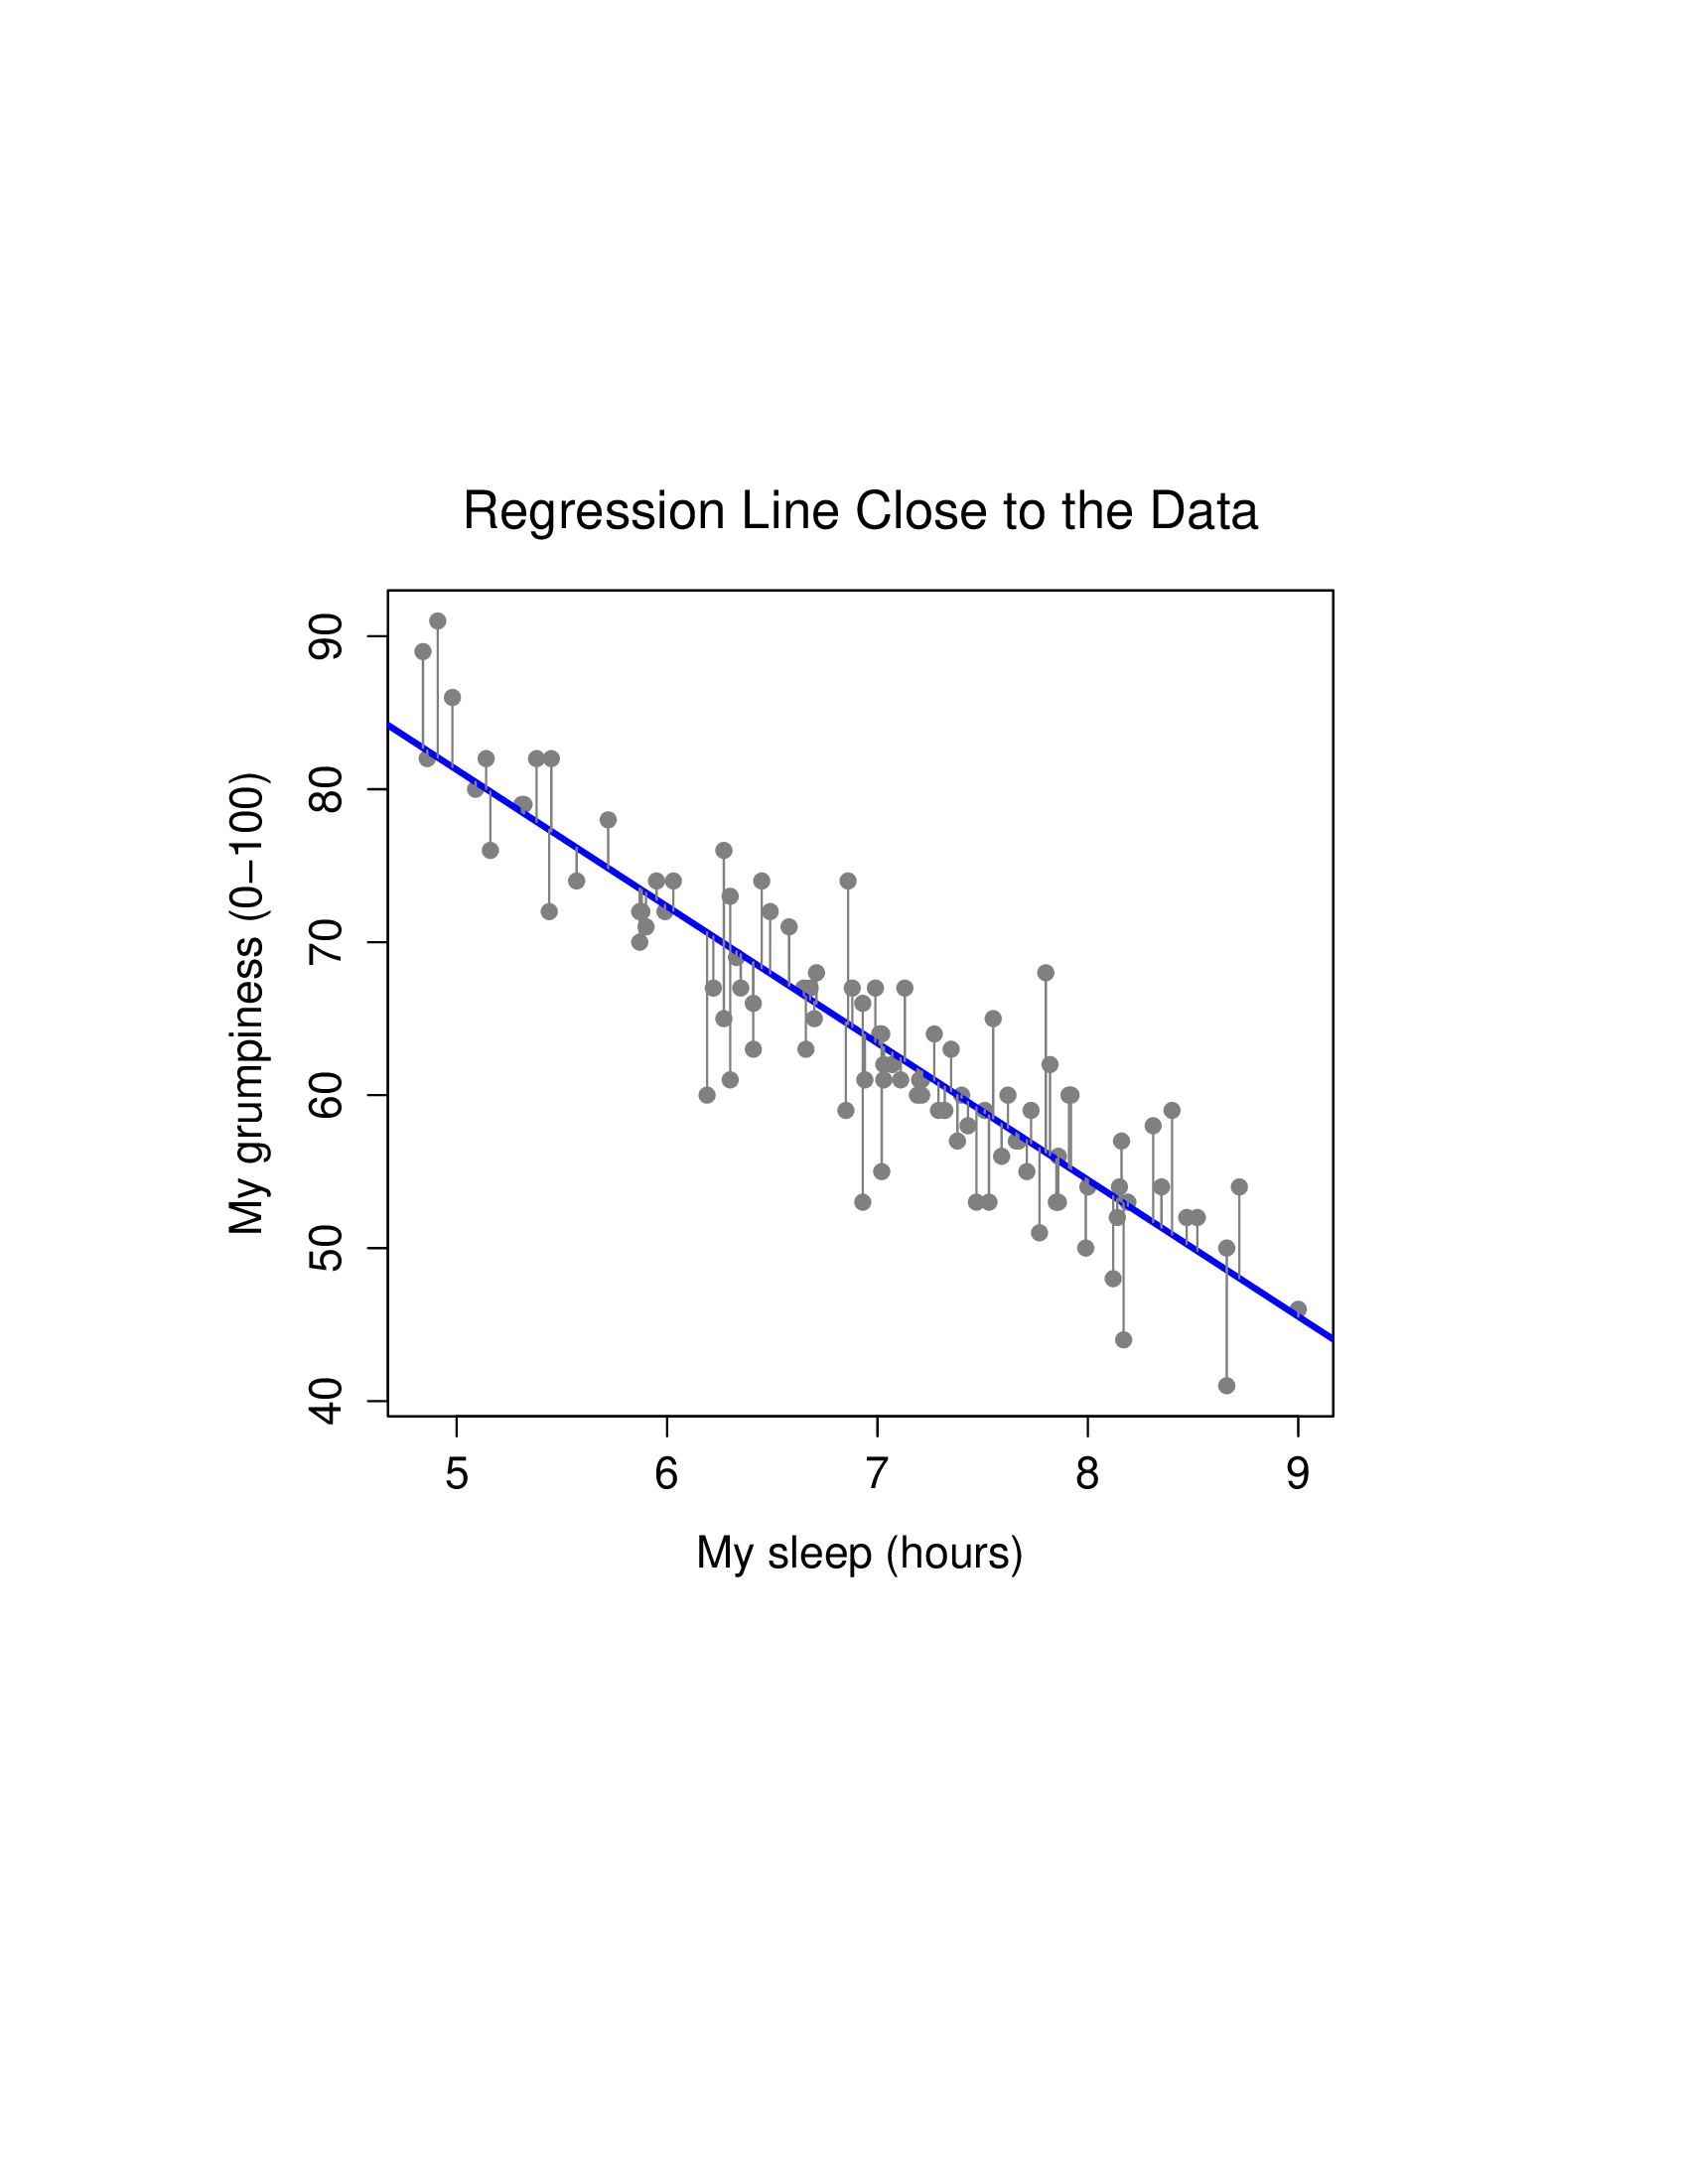 Regression Line Close to the Data
My grumpiness (0−100)
90
80
70
60
50
40
5 6 7 8 9
My sleep (hours)